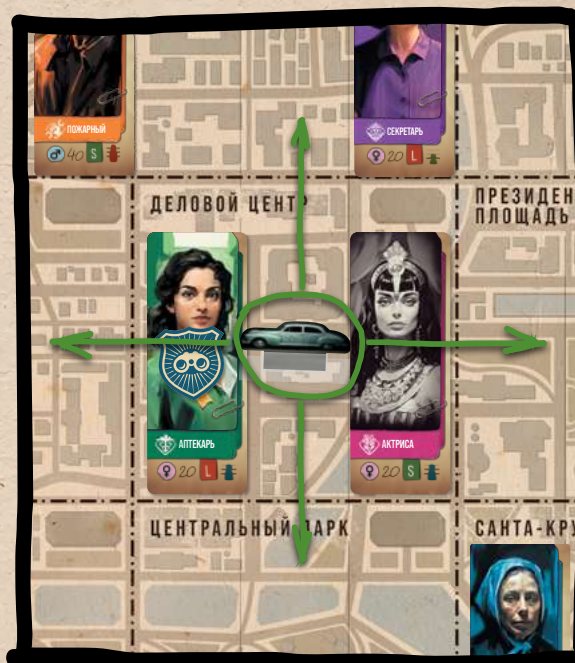 ПОЖАРНЫЙ
40 S
СЕКРЕТАРЬ
20 L
ДЕЛОВОЙ ЦЕНТР
ПРЕЗИДЕН
ПЛОЩАДЬ
АПТЕКАРЬ
20 L
АКТРИСА
20 S
ЦЕНТРАЛЬНЫЙ ПАРК
САНТА-КРУ